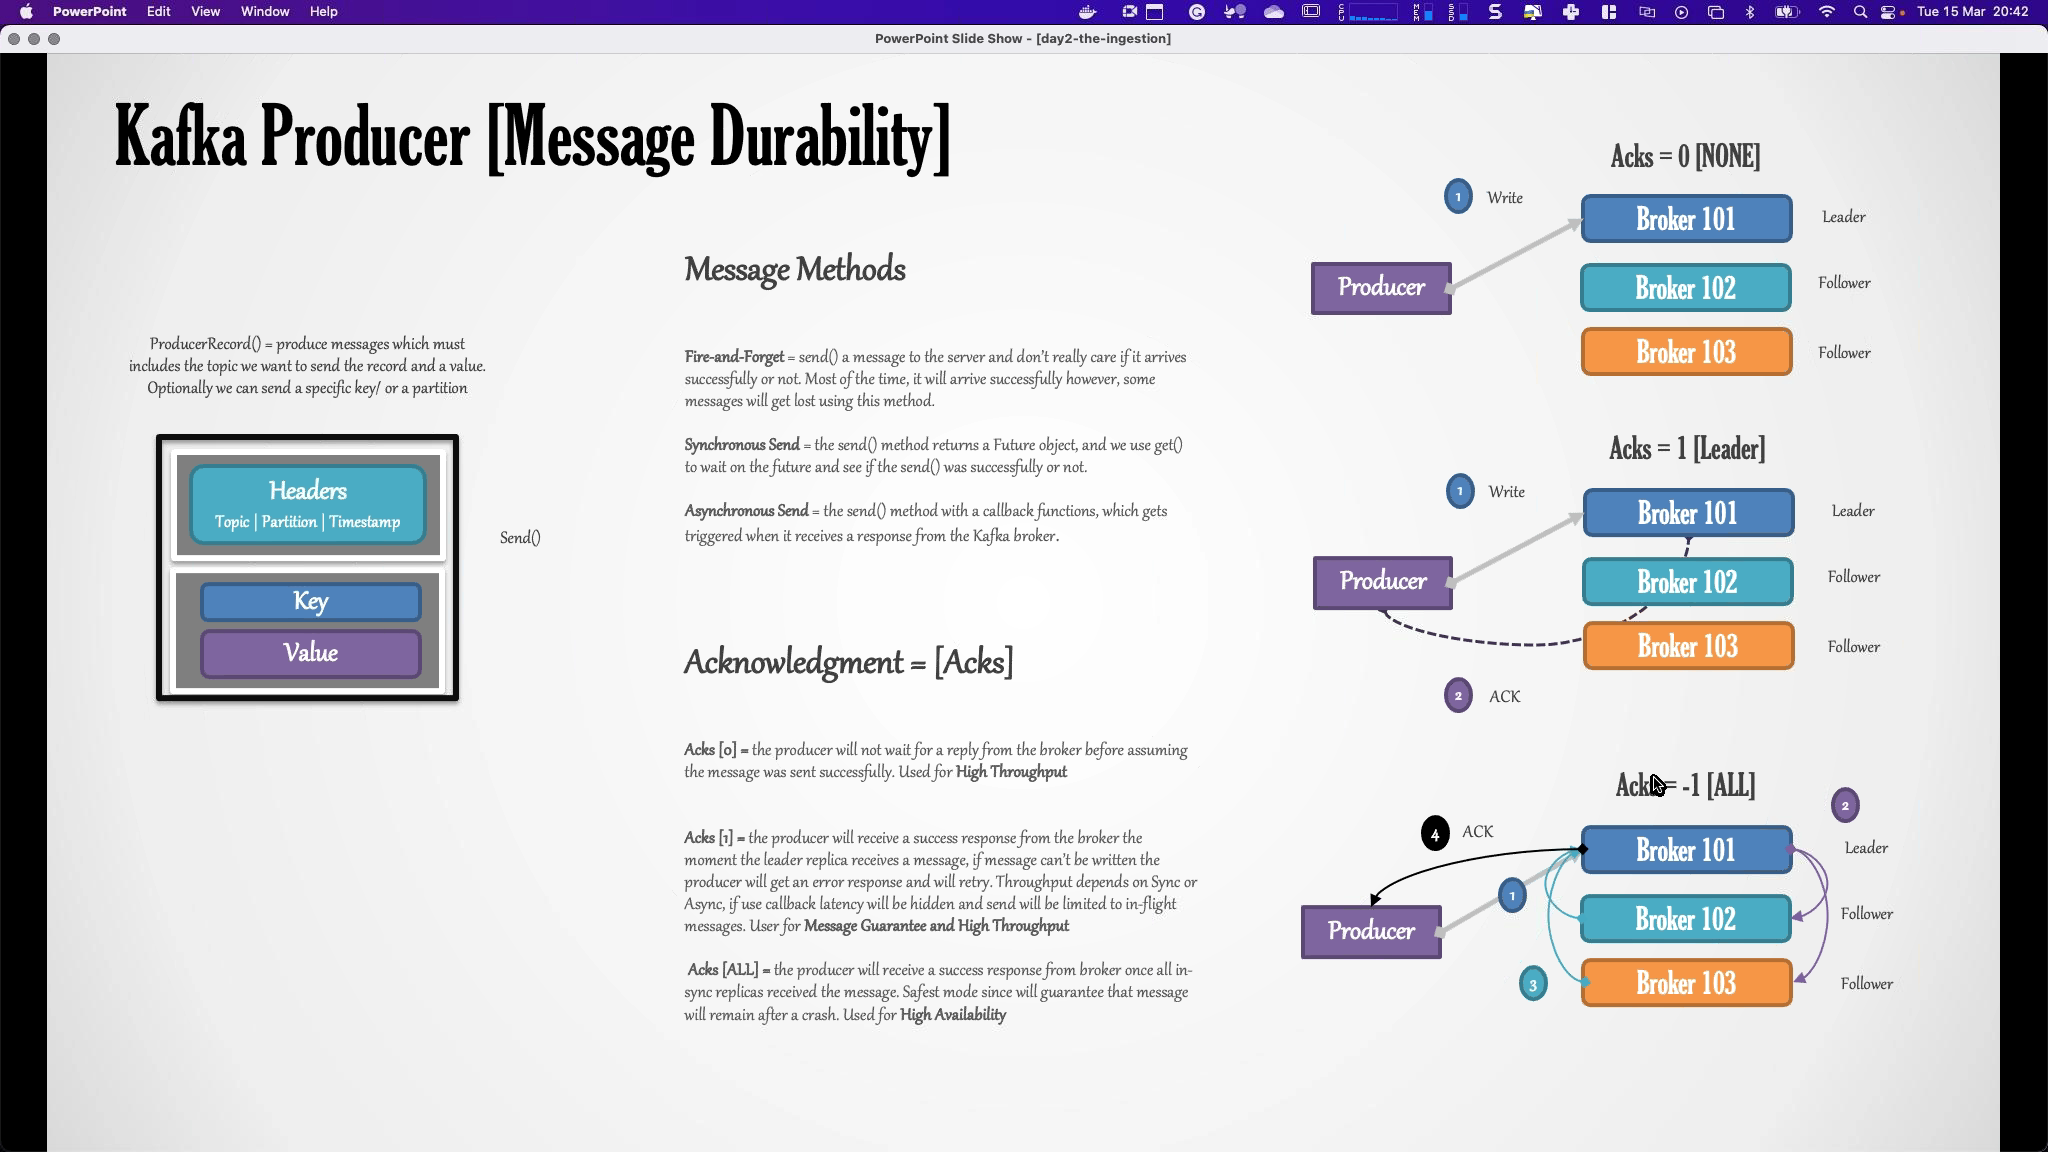 PowerPoint Edit View Window Help
Tue 15 Mar 20:42
PowerPoint Slide Show - [day2-the-ingestion]
Kafka Producer [Message Durability]
ProducerRecord() = produce messages which must
includes the topic we want to send the record and a value.
Optionally we can send a specific key/ or a partition
Headers
Topic | Partition | Timestamp
Key
Value
Send()
Message Methods
Fire-and-Forget = send() a message to the server and don't really care if it arrives
successfully or not. Most of the time, it will arrive successfully however, some
messages will get lost using this method.
Synchronous Send = the send() method returns a Future object, and we use get()
to wait on the future and see if the send() was successfully or not.
Asynchronous Send = the send() method with a callback functions, which gets
triggered when it receives a response from the Kafka broker.
Acknowledgment = [Acks]
Acks [0] = the producer will not wait for a reply from the broker before assuming
the message was sent successfully. Used for High Throughput
Acks [1] = the producer will receive a success response from the broker the
moment the leader replica receives a message, if message can't be written the
producer will get an error response and will retry. Throughput depends on Sync or
Async, if use callback latency will be hidden and send will be limited to in-flight
messages. User for Message Guarantee and High Throughput
Acks [ALL] = the producer will receive a success response from broker once all in-
sync replicas received the message. Safest mode since will guarantee that message
will remain after a crash. Used for High Availability
Acks = 0 [NONE]
1 Write
Broker 101 Leader
Producer
Broker 102 Follower
Broker 103 Follower
Acks = 1 [Leader]
1 Write
Broker 101 Leader
Producer
Broker 102 Follower
Broker 103 Follower
2 ACK
Acks = -1 [ALL]
2
4 ACK
Broker 101 Leader
1
Producer
Broker 102 Follower
3
Broker 103 Follower